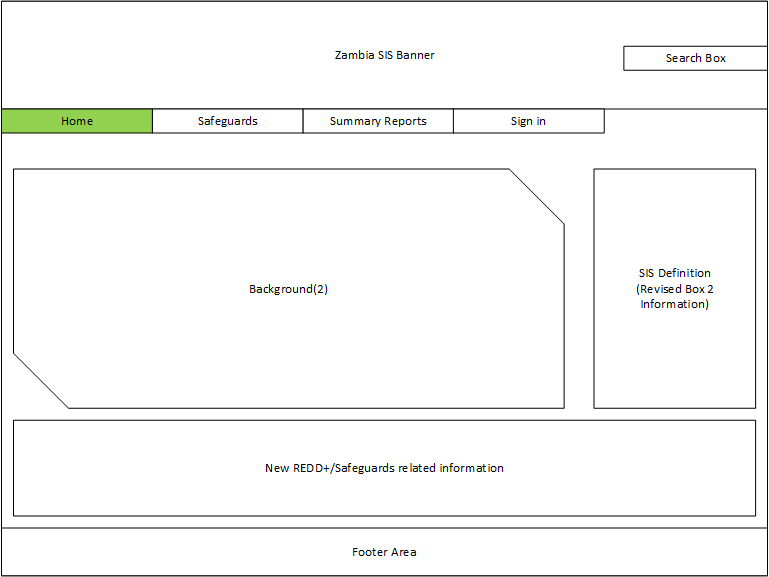 Zambia SIS Banner
Search Box
Home
Safeguards
Summary Reports
Sign in
Background(2)
SIS Definition
(Revised Box 2
Information)
New REDD+/Safeguards related information
Footer Area